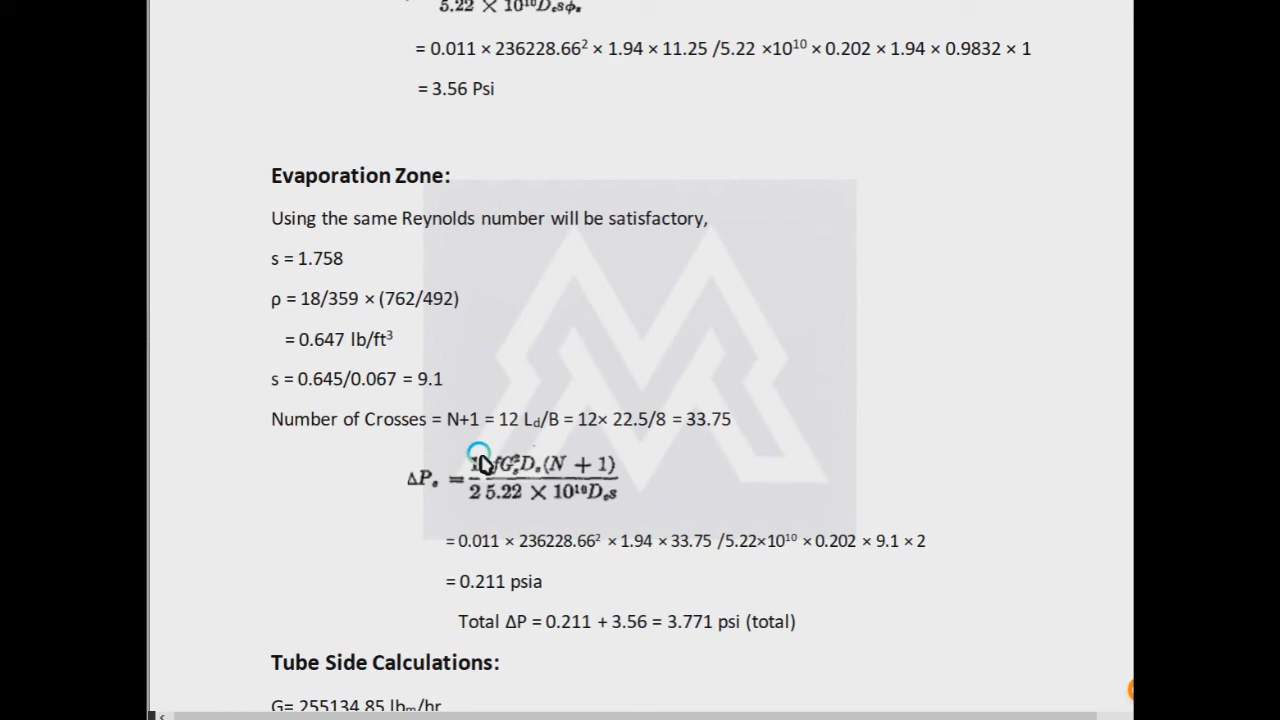 5.22 × 10¹⁰Dₑsϕₛ
= 0.011 × 236228.66² × 1.94 × 11.25 /5.22 ×10¹⁰ × 0.202 × 1.94 × 0.9832 × 1
= 3.56 Psi
Evaporation Zone:
Using the same Reynolds number will be satisfactory,
s = 1.758
ρ = 18/359 × (762/492)
= 0.647 lb/ft³
s = 0.645/0.067 = 9.1
Number of Crosses = N+1 = 12 L_d/B = 12× 22.5/8 = 33.75
fGₛ²Dₛ(N + 1)
ΔPₛ =
2 5.22 × 10¹⁰Dₑs
= 0.011 × 236228.66² × 1.94 × 33.75 /5.22×10¹⁰ × 0.202 × 9.1 × 2
= 0.211 psia
Total ΔP = 0.211 + 3.56 = 3.771 psi (total)
Tube Side Calculations:
G= 255134.85 lbₘ/hr